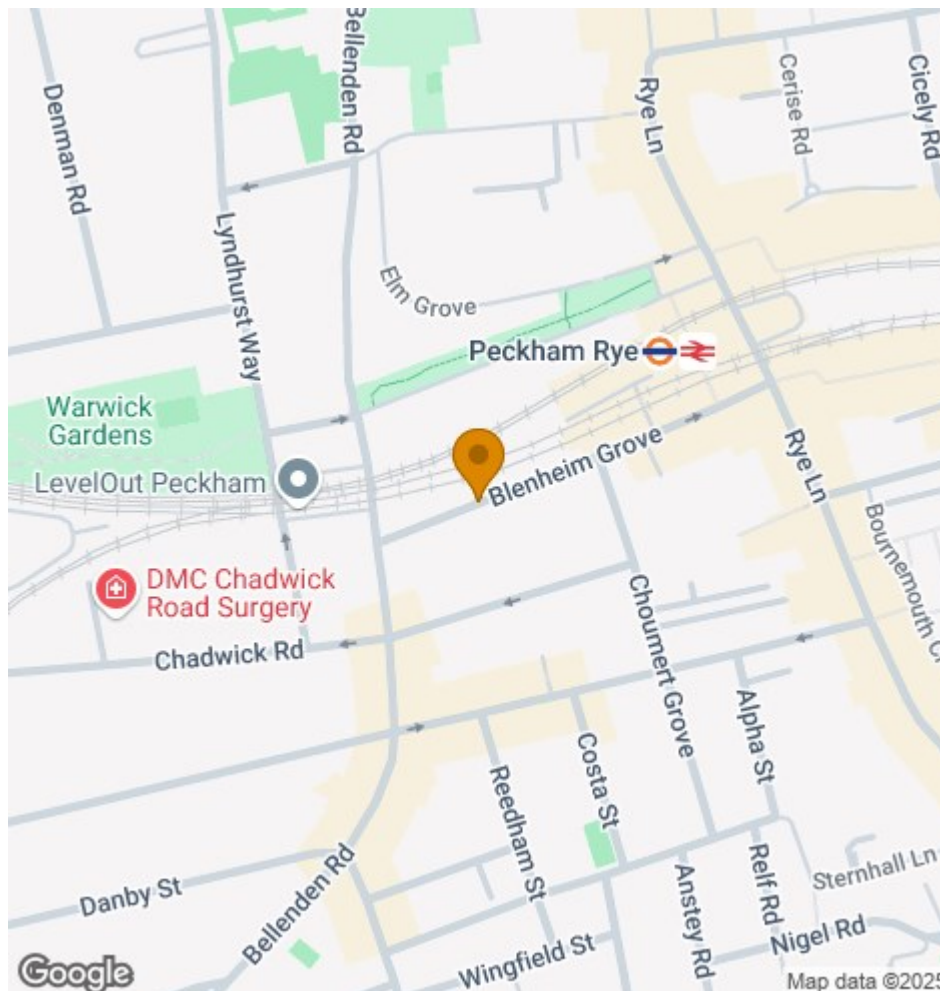 Bellenden Rd
Denman Rd
Rye Ln
Cerise Rd
Cicely Rd
Lyndhurst Way
Elm Grove
Peckham Rye
Warwick
Gardens
LevelOut Peckham
Blenheim Grove
Rye Ln
Bournemouth C
DMC Chadwick
Road Surgery
Chadwick Rd
Choumert Grove
Alpha St
Costa St
Reedham St
Bellenden Rd
Danby St
Anstey Rd
Relf Rd
Sternhall Ln
Nigel Rd
Wingfield St
Google
Map data ©2025